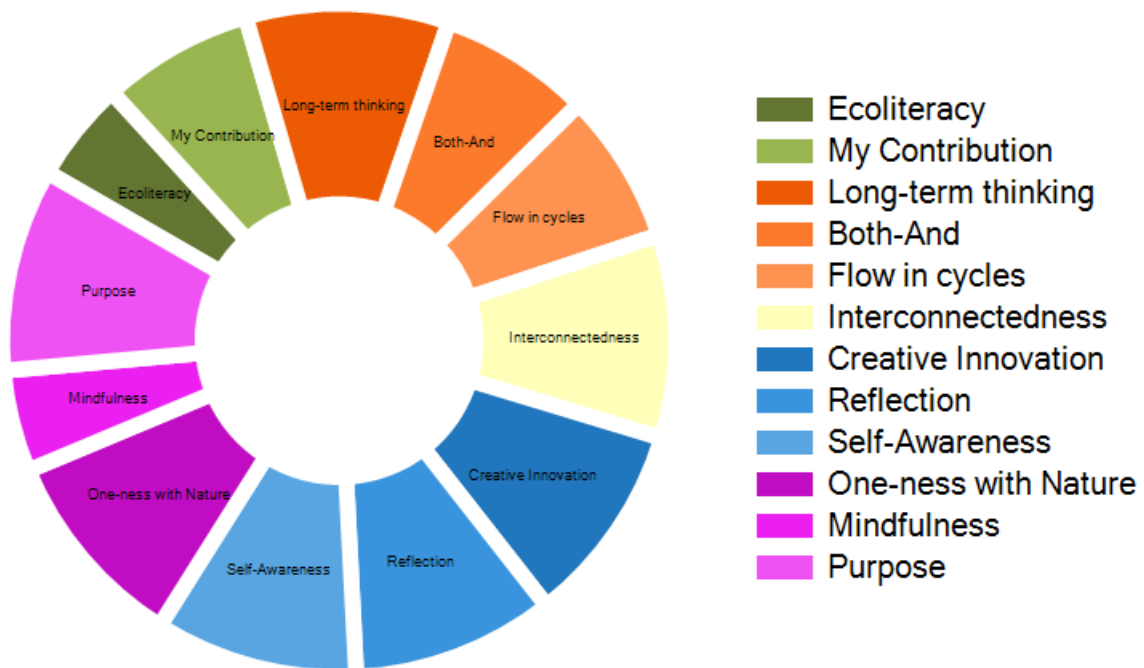 Long-term thinking
My Contribution
Both-And
Ecoliteracy
Flow in cycles
Purpose
Interconnectedness
Mindfulness
Creative Innovation
One-ness with Nature
Reflection
Self-Awareness
Ecoliteracy
My Contribution
Long-term thinking
Both-And
Flow in cycles
Interconnectedness
Creative Innovation
Reflection
Self-Awareness
One-ness with Nature
Mindfulness
Purpose